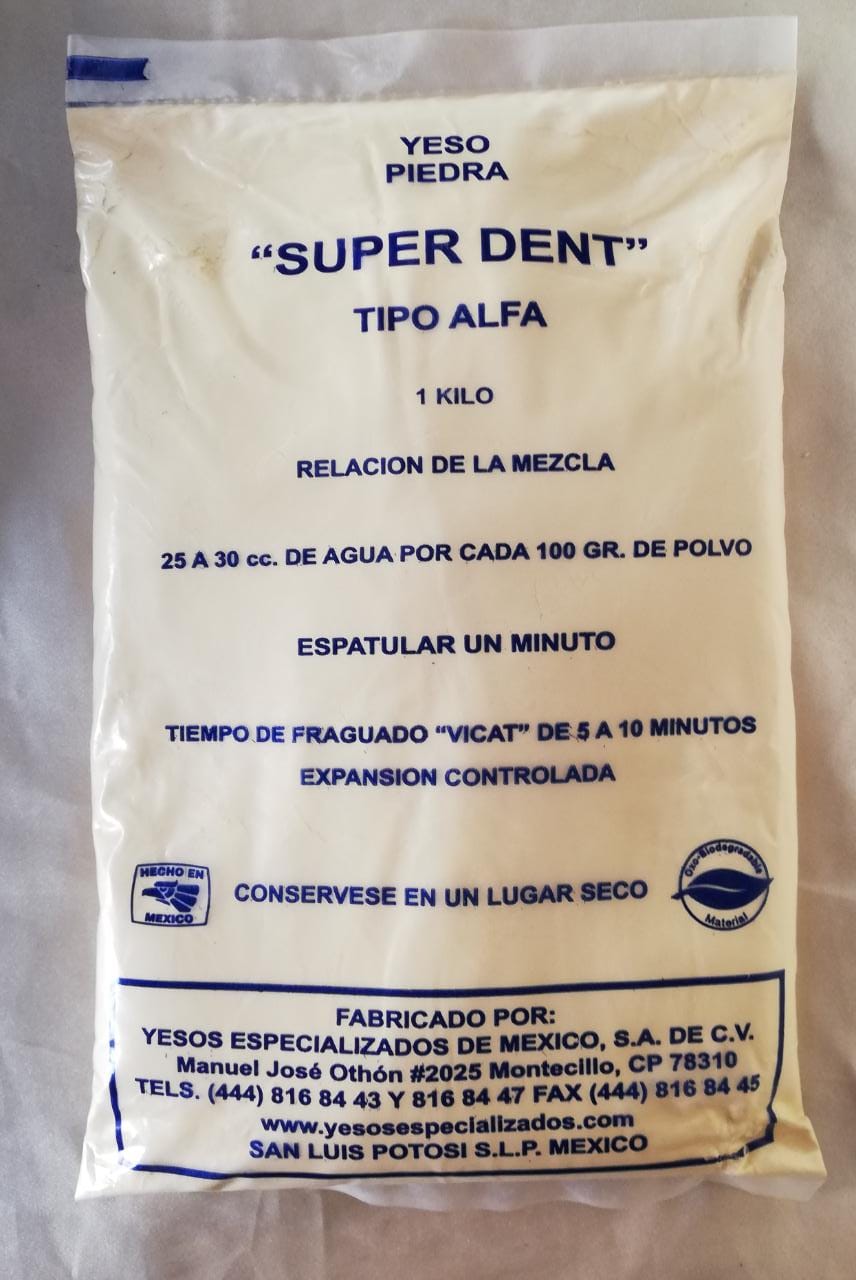 YESO
PIEDRA
“SUPER DENT”
TIPO ALFA
1 KILO
RELACION DE LA MEZCLA
25 A 30 cc. DE AGUA POR CADA 100 GR. DE POLVO
ESPATULAR UN MINUTO
TIEMPO DE FRAGUADO “VICAT” DE 5 A 10 MINUTOS
EXPANSION CONTROLADA
HECHO EN
MEXICO
CONSERVESE EN UN LUGAR SECO
Oxo-Biodegradable
Material
FABRICADO POR:
YESOS ESPECIALIZADOS DE MEXICO, S.A. DE C.V.
Manuel José Othón #2025 Montecillo, CP 78310
TELS. (444) 816 84 43 Y 816 84 47 FAX (444) 816 84 45
www.yesosespecializados.com
SAN LUIS POTOSI S.L.P. MEXICO